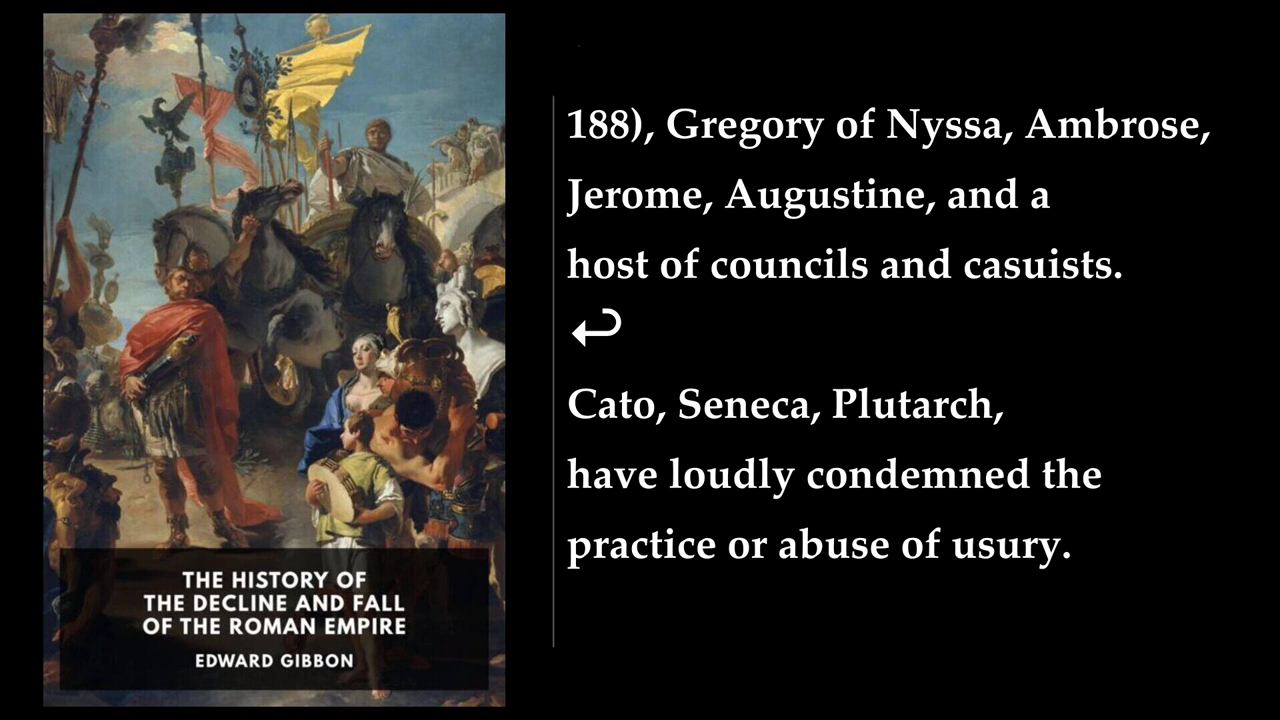 THE HISTORY OF
THE DECLINE AND FALL
OF THE ROMAN EMPIRE
EDWARD GIBBON
188), Gregory of Nyssa, Ambrose,
Jerome, Augustine, and a
host of councils and casuists.
↩
Cato, Seneca, Plutarch,
have loudly condemned the
practice or abuse of usury.